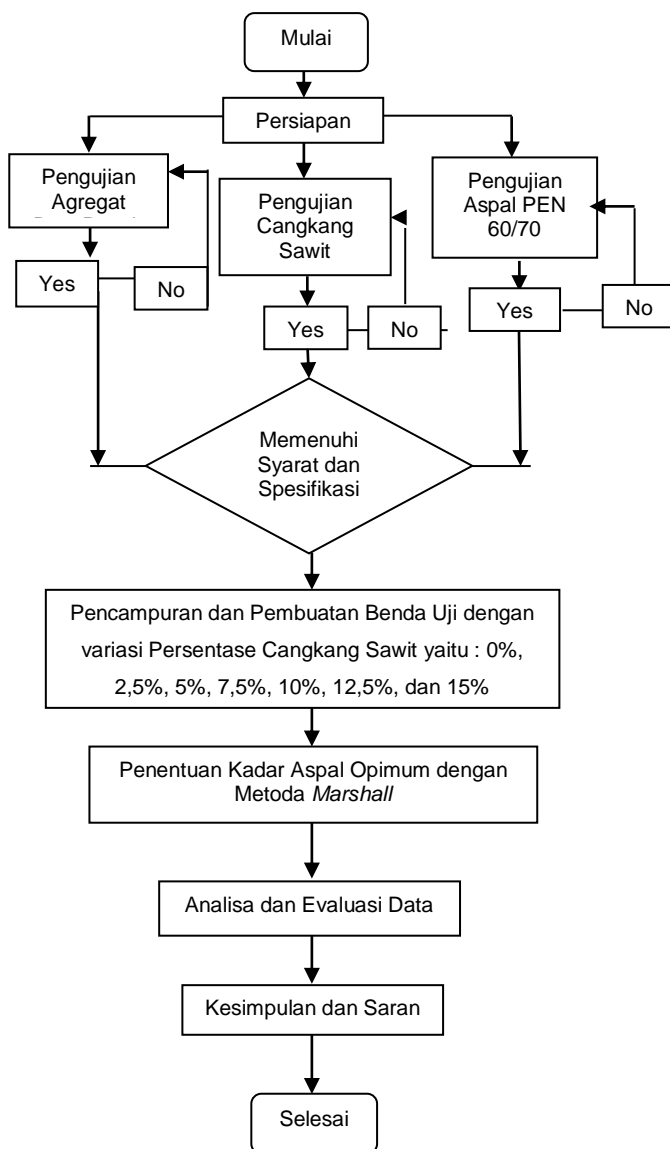 Mulai
Persiapan
Pengujian
Agregat
Pengujian
Cangkang
Sawit
Pengujian
Aspal PEN
60/70
Yes
No
Yes
No
Yes
No
Memenuhi
Syarat dan
Spesifikasi
Pencampuran dan Pembuatan Benda Uji dengan
variasi Persentase Cangkang Sawit yaitu : 0%,
2,5%, 5%, 7,5%, 10%, 12,5%, dan 15%
Penentuan Kadar Aspal Opimum dengan
Metoda Marshall
Analisa dan Evaluasi Data
Kesimpulan dan Saran
Selesai